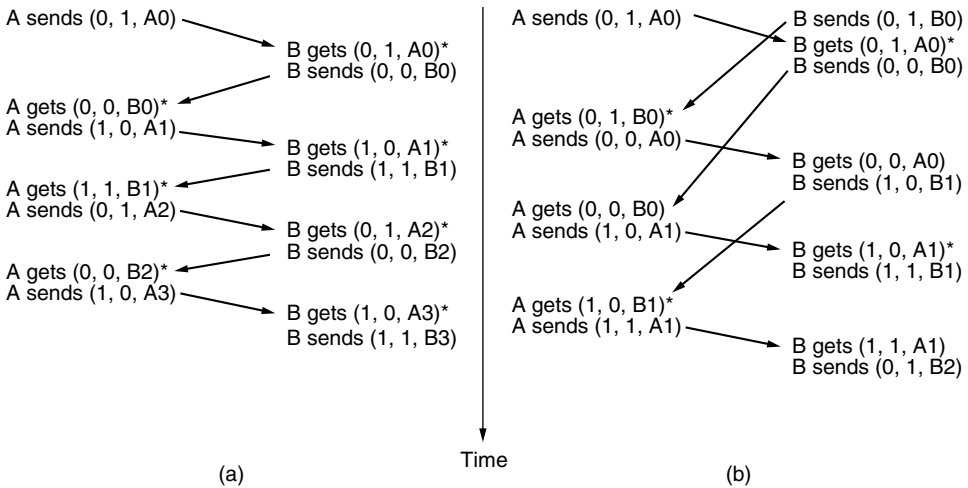 A sends (0, 1, A0)
B gets (0, 1, A0)*
B sends (0, 0, B0)
A gets (0, 0, B0)*
A sends (1, 0, A1)
B gets (1, 0, A1)*
B sends (1, 1, B1)
A gets (1, 1, B1)*
A sends (0, 1, A2)
B gets (0, 1, A2)*
B sends (0, 0, B2)
A gets (0, 0, B2)*
A sends (1, 0, A3)
B gets (1, 0, A3)*
B sends (1, 1, B3)
(a)
Time
A sends (0, 1, A0)
B sends (0, 1, B0)
B gets (0, 1, A0)*
B sends (0, 0, B0)
A gets (0, 1, B0)*
A sends (0, 0, A0)
B gets (0, 0, A0)
B sends (1, 0, B1)
A gets (0, 0, B0)
A sends (1, 0, A1)
B gets (1, 0, A1)*
B sends (1, 1, B1)
A gets (1, 0, B1)*
A sends (1, 1, A1)
B gets (1, 1, A1)
B sends (0, 1, B2)
(b)